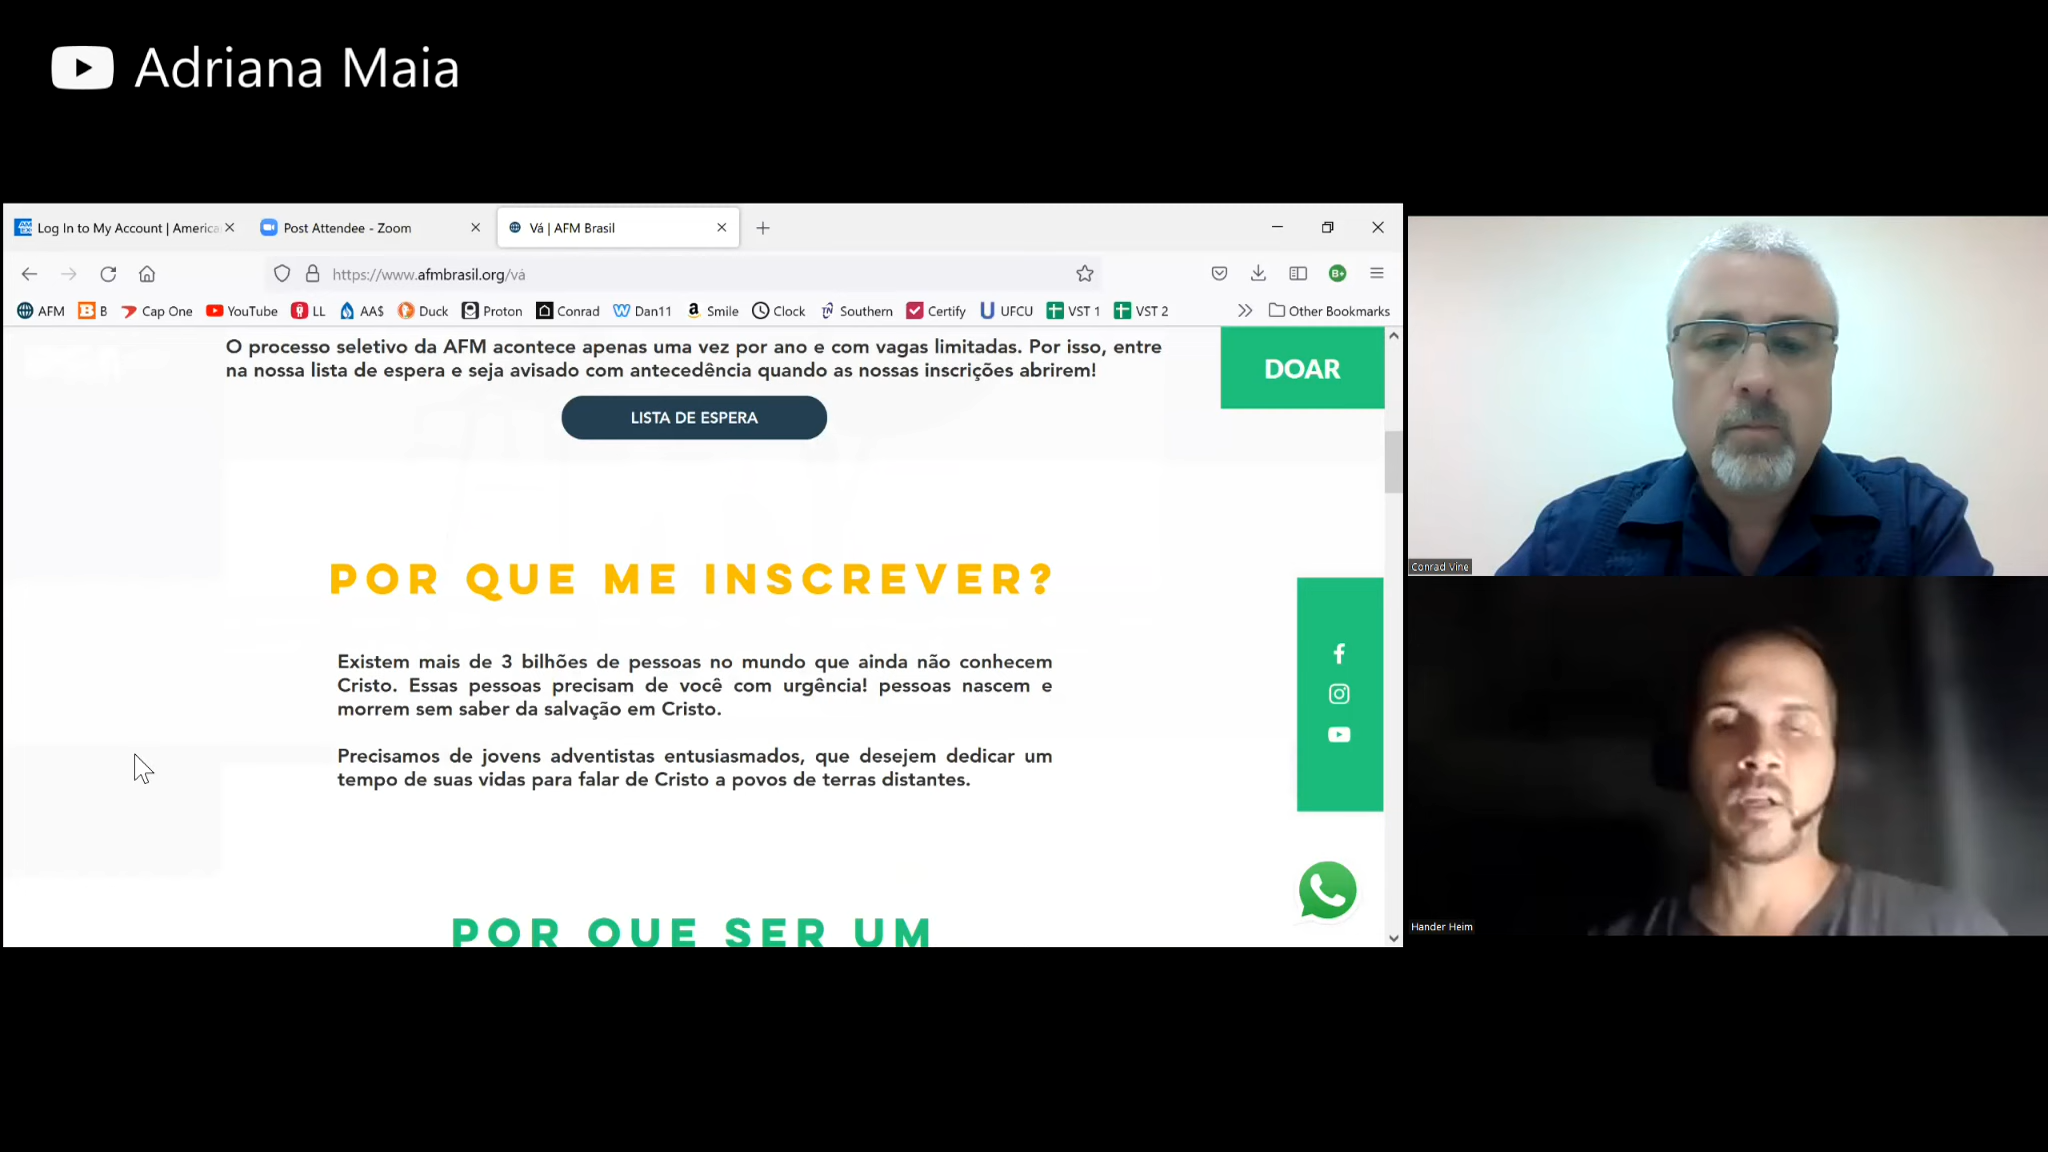 Adriana Maia
Log In to My Account | America
Post Attendee - Zoom
Vá | AFM Brasil
https://www.afmbrasil.org/vá
AFM B Cap One YouTube LL AA$ Duck Proton Conrad Dan11 Smile Clock Southern Certify UFCU VST 1 VST 2 Other Bookmarks
O processo seletivo da AFM acontece apenas uma vez por ano e com vagas limitadas. Por isso, entre
na nossa lista de espera e seja avisado com antecedência quando as nossas inscrições abrirem!
DOAR
LISTA DE ESPERA
POR QUE ME INSCREVER?
Existem mais de 3 bilhões de pessoas no mundo que ainda não conhecem
Cristo. Essas pessoas precisam de você com urgência! pessoas nascem e
morrem sem saber da salvação em Cristo.
Precisamos de jovens adventistas entusiasmados, que desejem dedicar um
tempo de suas vidas para falar de Cristo a povos de terras distantes.
POR QUE SER UM
Conrad Vine
Hander Heim